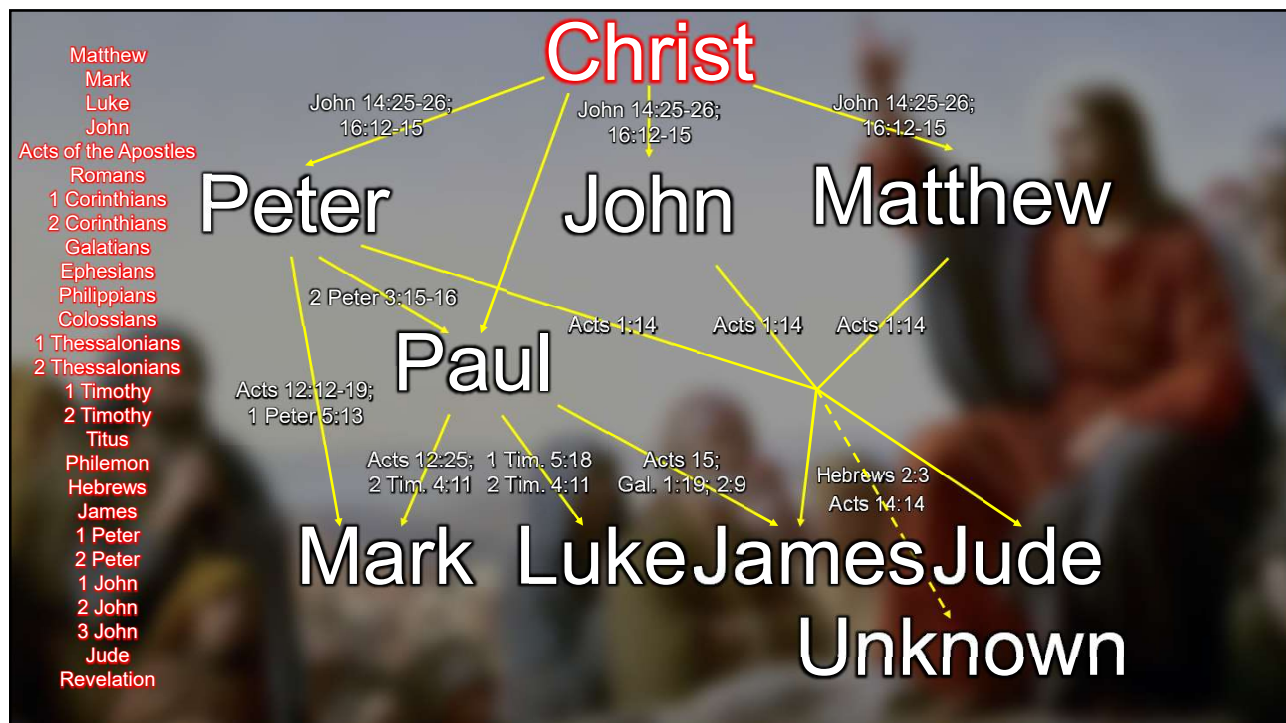 Christ
Matthew
Mark
Luke
John
Acts of the Apostles
Romans
1 Corinthians
2 Corinthians
Galatians
Ephesians
Philippians
Colossians
1 Thessalonians
2 Thessalonians
1 Timothy
2 Timothy
Titus
Philemon
Hebrews
James
1 Peter
2 Peter
1 John
2 John
3 John
Jude
Revelation
John 14:25-26;
16:12-15
John 14:25-26;
16:12-15
John 14:25-26;
16:12-15
Peter
John
Matthew
2 Peter 3:15-16
Acts 1:14
Acts 1:14
Acts 1:14
Paul
Acts 12:12-19;
1 Peter 5:13
Acts 12:25;
2 Tim. 4:11
1 Tim. 5:18
2 Tim. 4:11
Acts 15;
Gal. 1:19; 2:9
Hebrews 2:3
Acts 14:14
Mark
Luke
James
Jude
Unknown